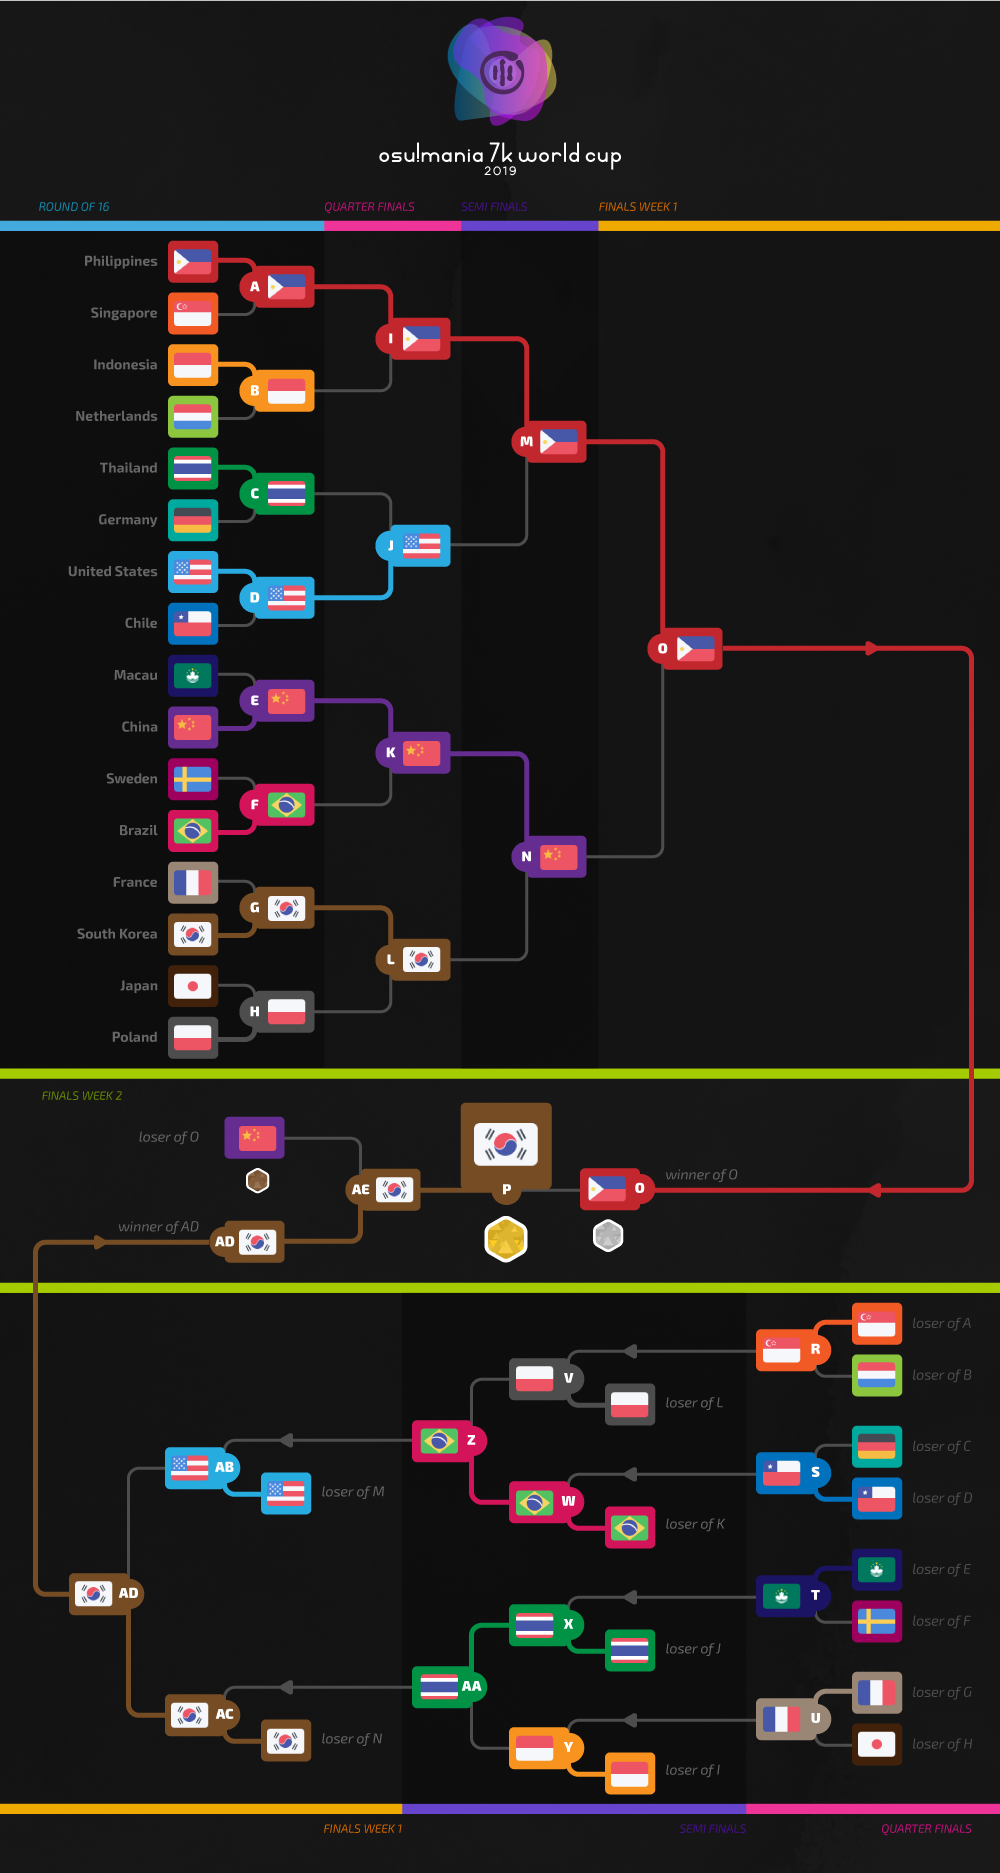 osu!mania 7k world cup
2019
ROUND OF 16
QUARTER FINALS
SEMI FINALS
FINALS WEEK 1
Philippines
A
Singapore
I
Indonesia
B
Netherlands
M
Thailand
C
Germany
J
United States
D
Chile
O
Macau
E
China
K
Sweden
F
Brazil
N
France
G
South Korea
L
Japan
H
Poland
FINALS WEEK 2
loser of O
winner of O
AE
P
O
winner of AD
AD
loser of A
R
loser of B
V
loser of L
Z
loser of C
AB
S
loser of M
loser of D
W
loser of K
loser of E
AD
T
X
loser of F
loser of J
AA
loser of G
AC
U
loser of N
loser of H
Y
loser of I
FINALS WEEK 1
SEMI FINALS
QUARTER FINALS